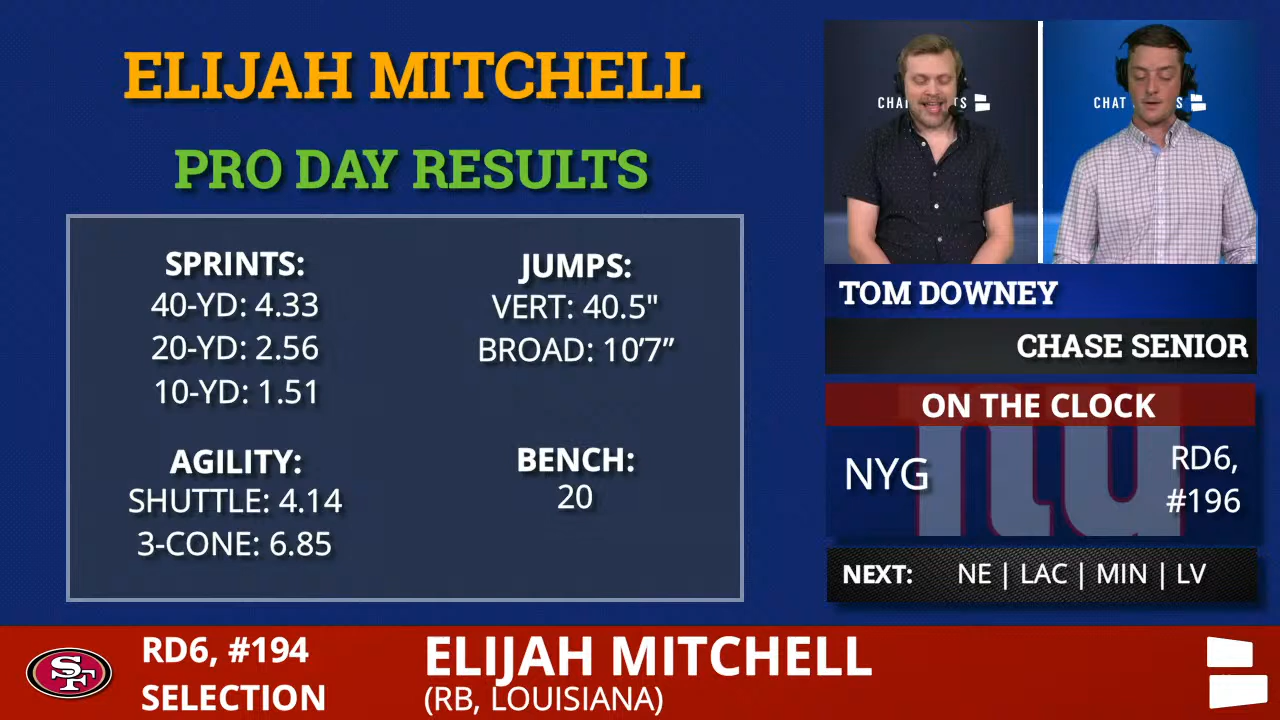 ELIJAH MITCHELL
PRO DAY RESULTS
SPRINTS:
40-YD: 4.33
20-YD: 2.56
10-YD: 1.51
JUMPS:
VERT: 40.5"
BROAD: 10’7”
AGILITY:
SHUTTLE: 4.14
3-CONE: 6.85
BENCH:
20
CHAT
TOM DOWNEY
CHASE SENIOR
ON THE CLOCK
NYG
RD6,
#196
NEXT: NE | LAC | MIN | LV
SF
RD6, #194
SELECTION
ELIJAH MITCHELL
(RB, LOUISIANA)